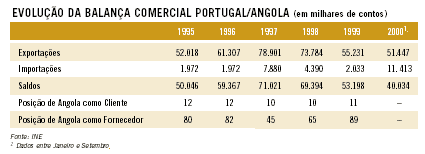 EVOLUÇÃO DA BALANÇA COMERCIAL PORTUGAL/ANGOLA (em milhares de contos)
1995 1996 1997 1998 1999 2000¹.
Exportações 52.018 61.307 78.901 73.784 55.231 51.447
Importações 1.972 1.972 7.880 4.390 2.033 11.413
Saldos 50.046 59.367 71.021 69.394 53.198 40.034
Posição de Angola como Cliente 12 12 10 10 11 –
Posição de Angola como Fornecedor 80 82 45 65 89 –
Fonte: INE
¹. Dados entre Janeiro e Setembro.